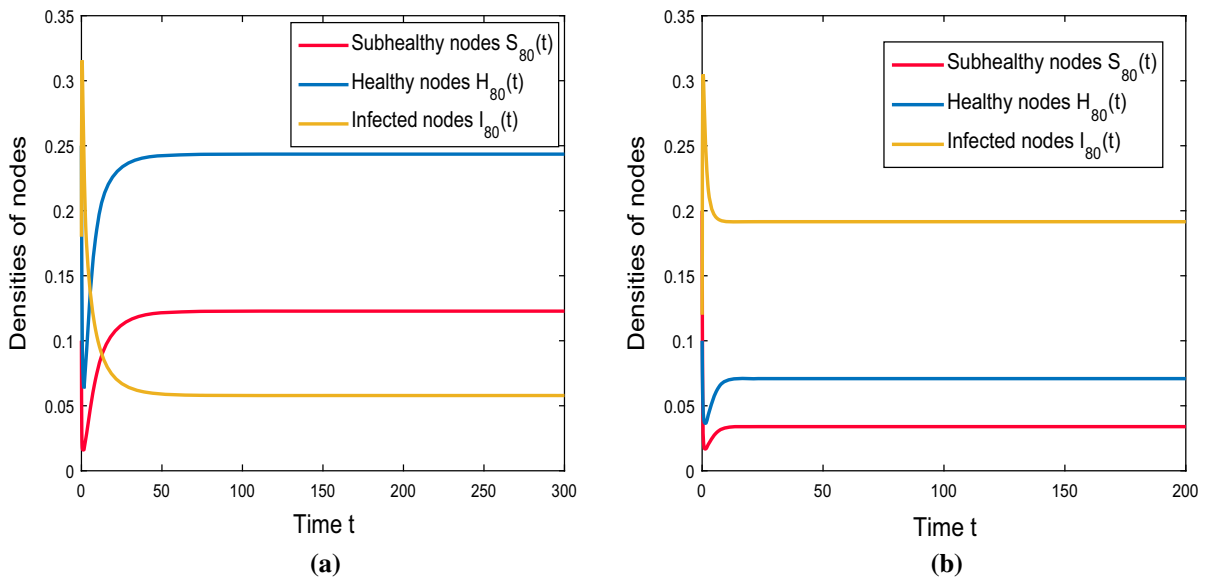 0.35
0.3
0.25
0.2
0.15
0.1
0.05
0
Densities of nodes
Subhealthy nodes S80(t)
Healthy nodes H80(t)
Infected nodes I80(t)
0 50 100 150 200 250 300
Time t
(a)
0.35
0.3
0.25
0.2
0.15
0.1
0.05
0
Densities of nodes
Subhealthy nodes S80(t)
Healthy nodes H80(t)
Infected nodes I80(t)
0 50 100 150 200
Time t
(b)